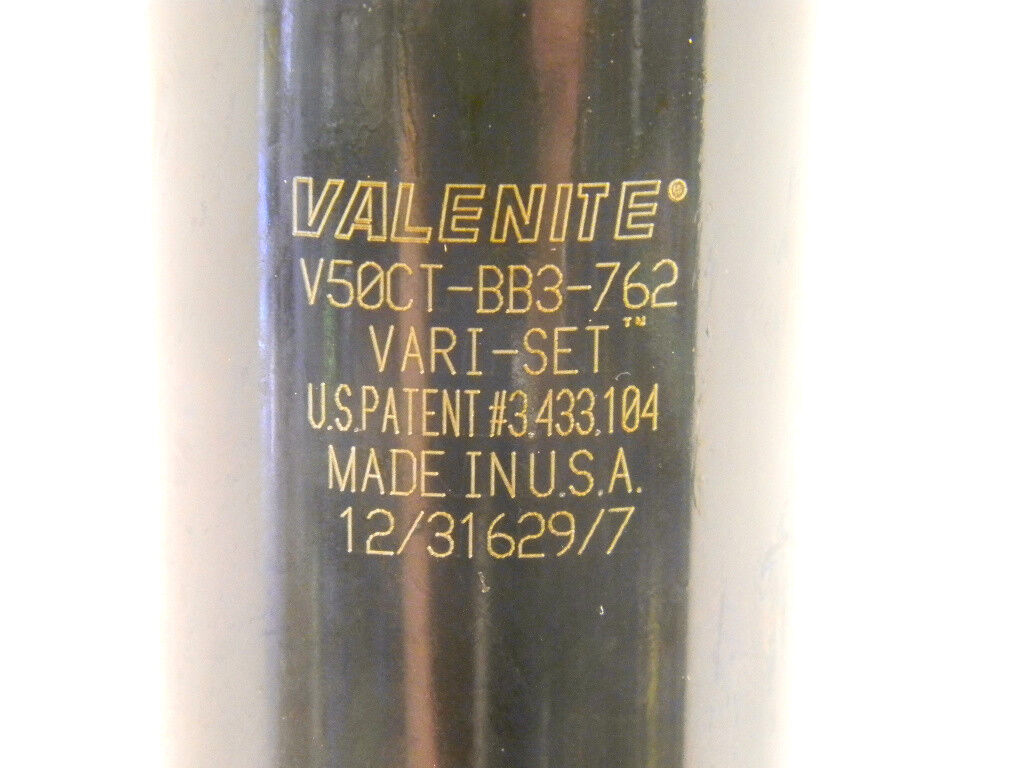 VALENITE®
V50CT-BB3-762
VARI-SET™
U.S.PATENT #3.433.104
MADE IN U.S.A.
12/31629/7